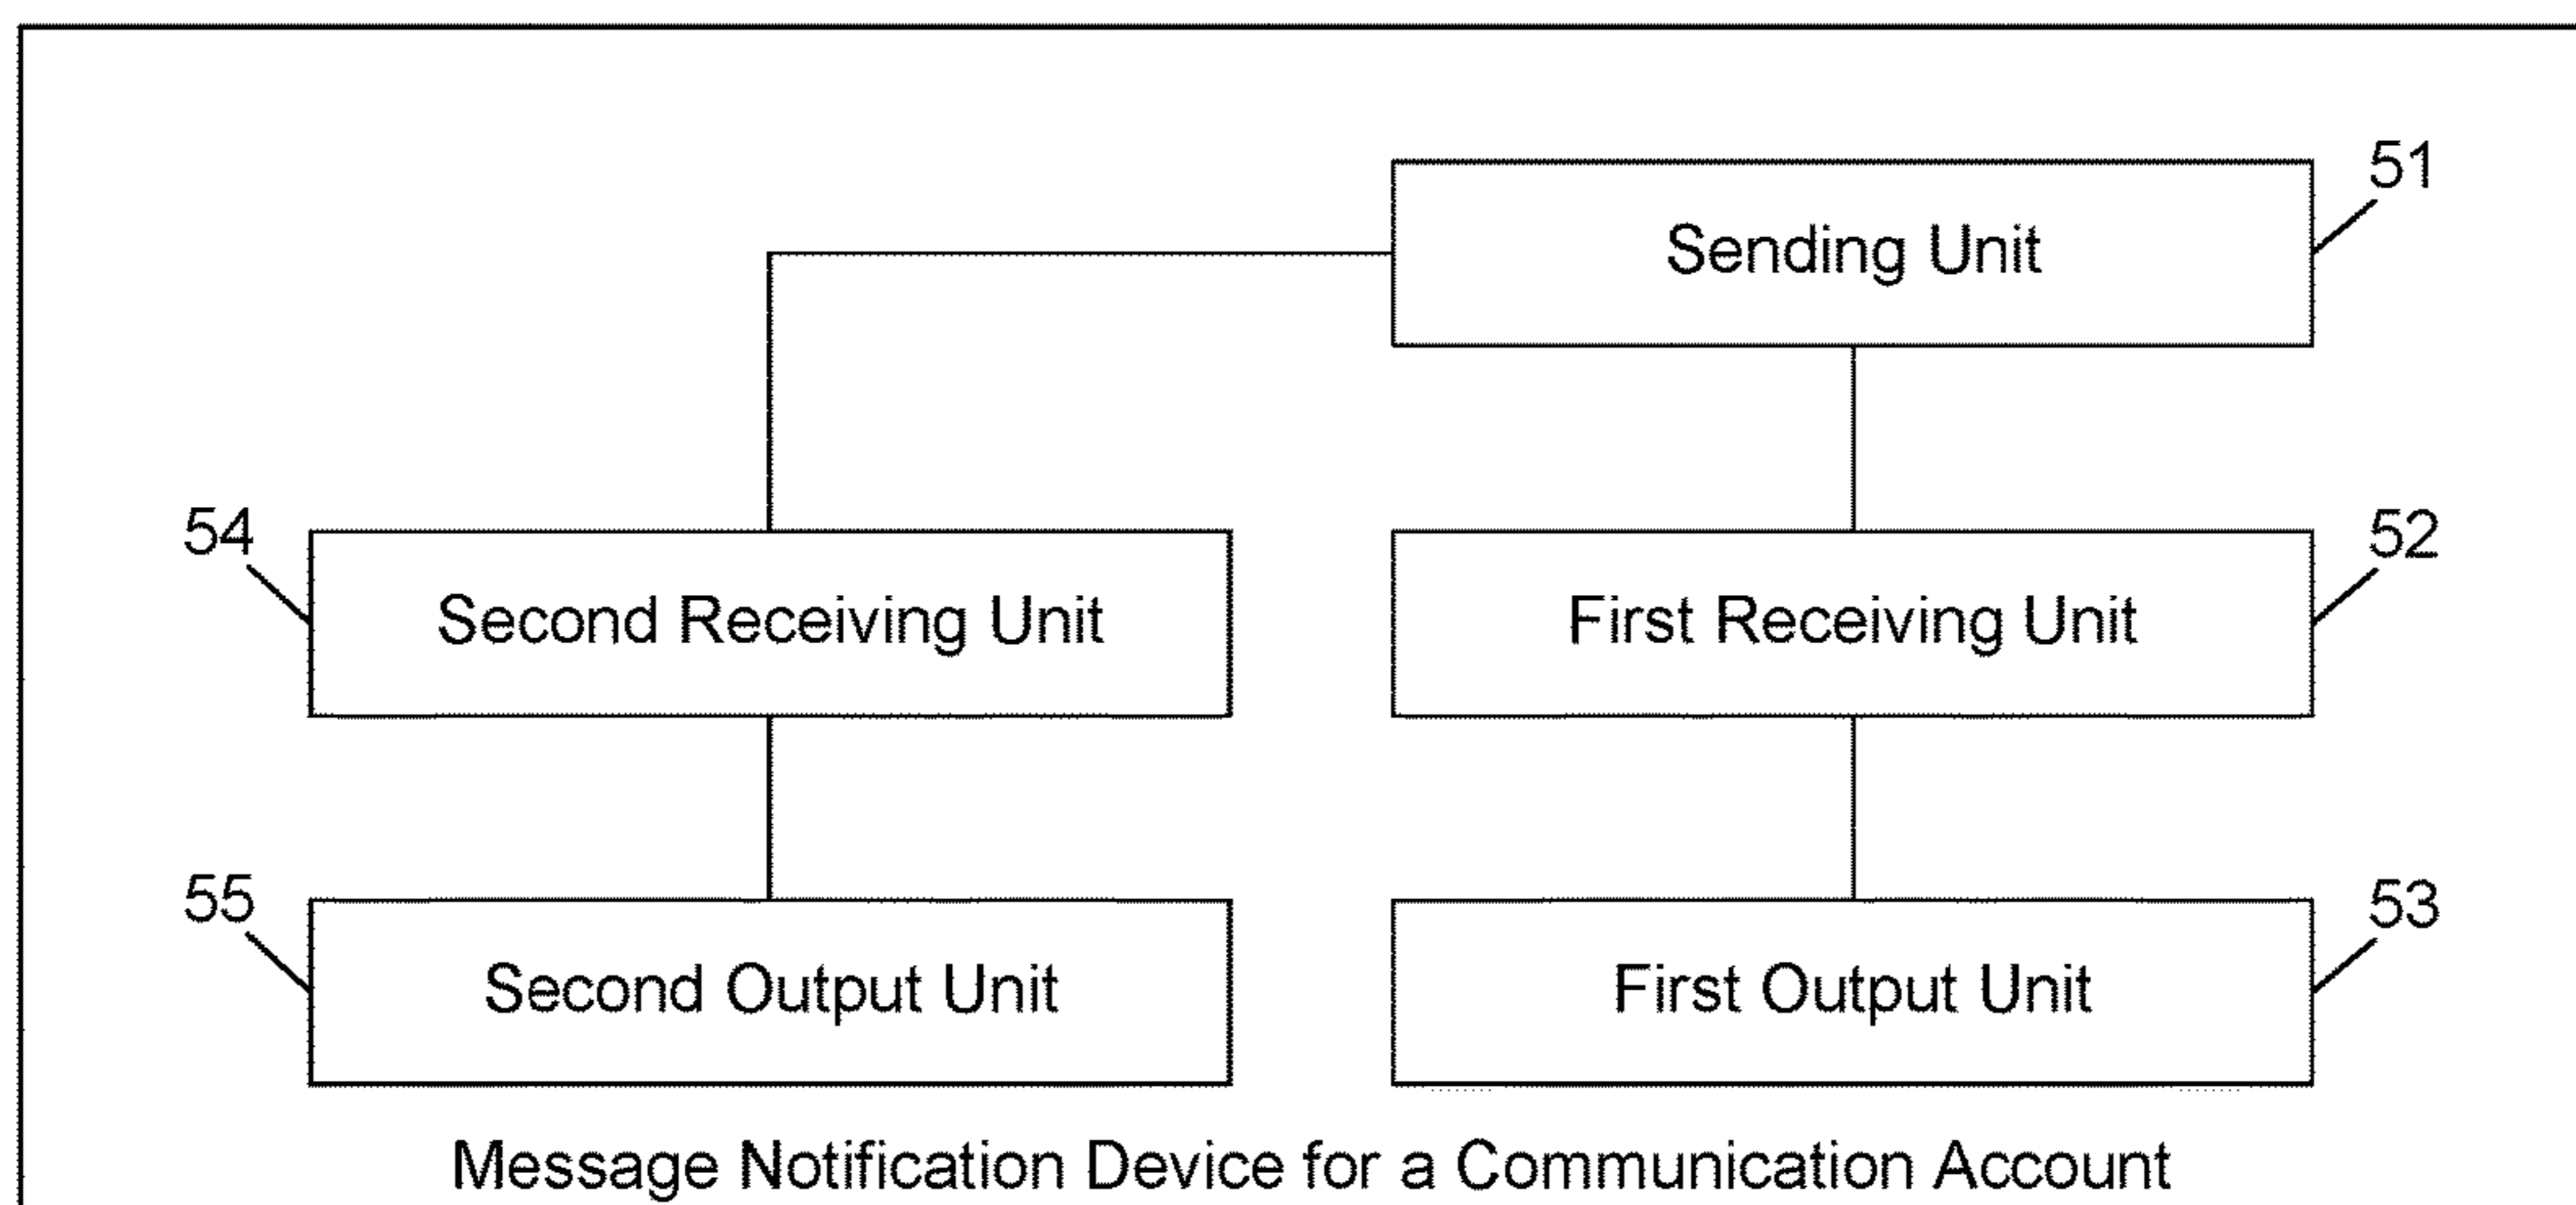 51
Sending Unit
54
Second Receiving Unit
52
First Receiving Unit
55
Second Output Unit
53
First Output Unit
Message Notification Device for a Communication Account